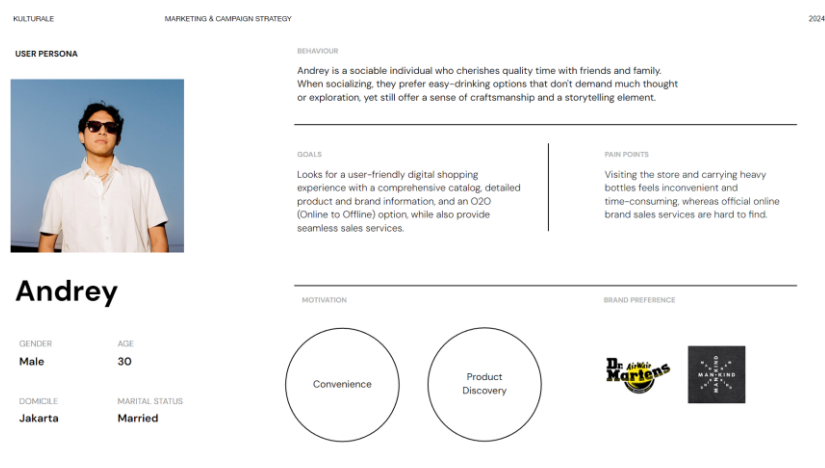 KULTURALE
MARKETING & CAMPAIGN STRATEGY
2024
USER PERSONA
Andrey
GENDER
AGE
Male
30
DOMICILE
MARITAL STATUS
Jakarta
Married
BEHAVIOUR
Andrey is a sociable individual who cherishes quality time with friends and family.
When socializing, they prefer easy-drinking options that don't demand much thought
or exploration, yet still offer a sense of craftsmanship and a storytelling element.
GOALS
Looks for a user-friendly digital shopping
experience with a comprehensive catalog, detailed
product and brand information, and an O2O
(Online to Offline) option, while also provide
seamless sales services.
PAIN POINTS
Visiting the store and carrying heavy
bottles feels inconvenient and
time-consuming, whereas official online
brand sales services are hard to find.
MOTIVATION
Convenience
Product
Discovery
BRAND PREFERENCE
Dr.
AirWair
Martens
MAN·KIND